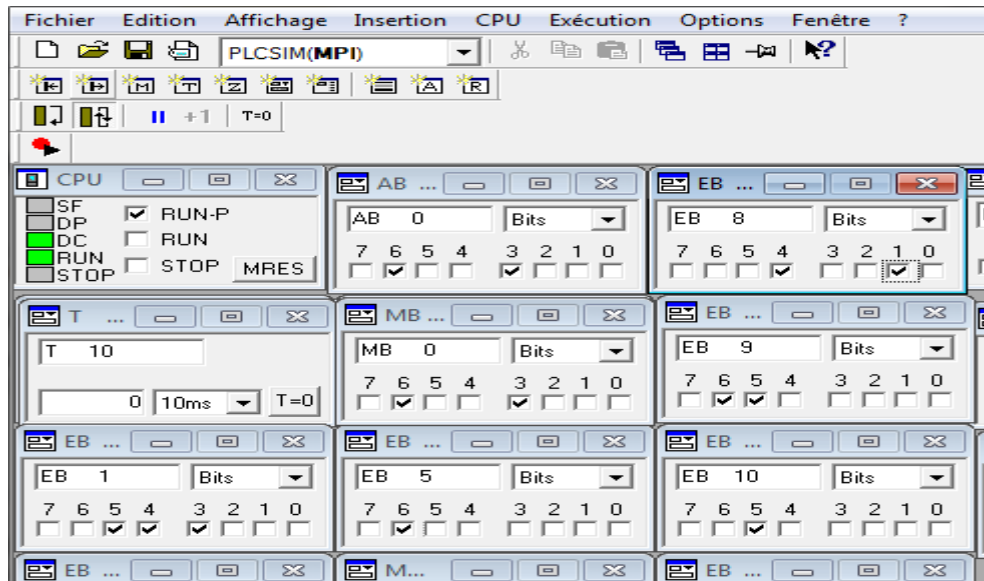 Fichier Edition Affichage Insertion CPU Exécution Options Fenêtre ?
PLCSIM(MPI)
+1 T=0
CPU
SF
DP
DC
RUN
STOP
RUN-P
RUN
STOP MRES
AB ...
AB 0 Bits
7 6 5 4 3 2 1 0
EB ...
EB 8 Bits
7 6 5 4 3 2 1 0
T ...
T 10
0 10ms T=0
MB ...
MB 0 Bits
7 6 5 4 3 2 1 0
EB ...
EB 9 Bits
7 6 5 4 3 2 1 0
EB ...
EB 1 Bits
7 6 5 4 3 2 1 0
EB ...
EB 5 Bits
7 6 5 4 3 2 1 0
EB ...
EB 10 Bits
7 6 5 4 3 2 1 0
EB ...
M...
EB ...